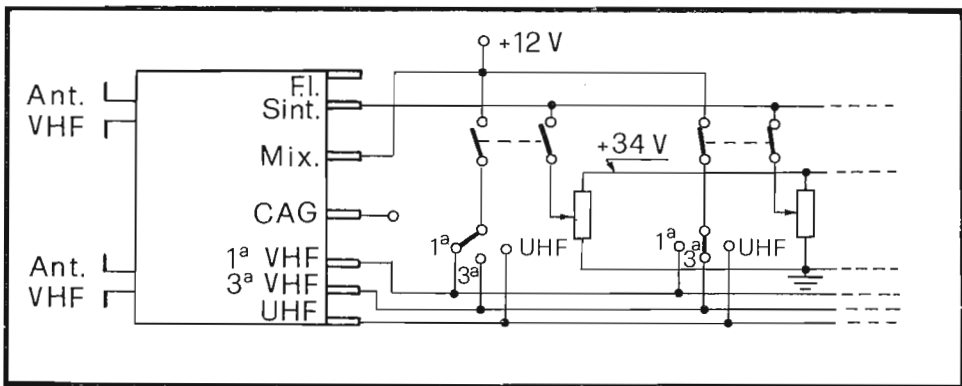 +12 V
Ant.
VHF
F.I.
Sint.
Mix.
CAG
1ª VHF
3ª VHF
UHF
Ant.
VHF
+34 V
1ª
3ª
UHF
1ª
3ª
UHF